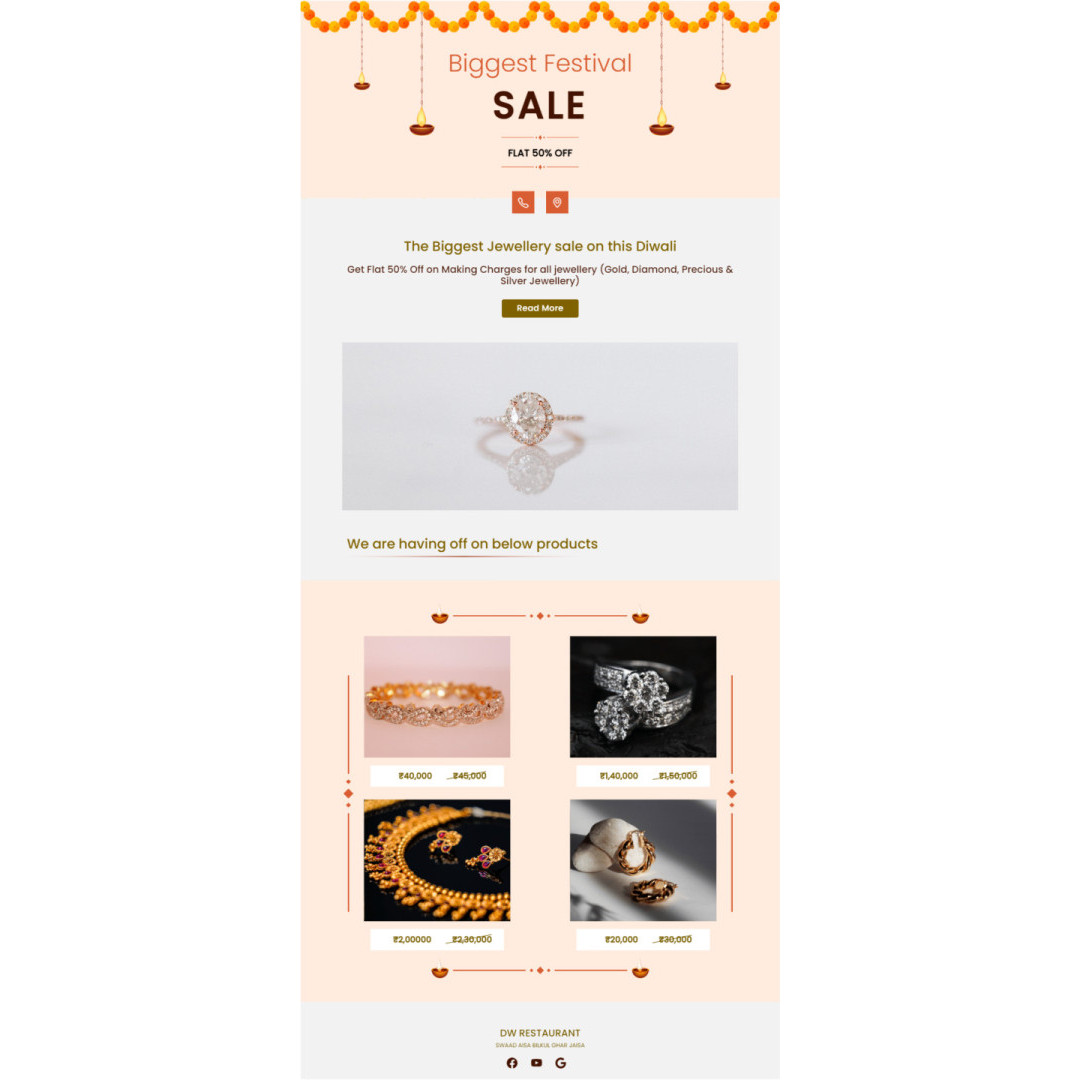 Biggest Festival
SALE
FLAT 50% OFF
The Biggest Jewellery sale on this Diwali
Get Flat 50% Off on Making Charges for all jewellery (Gold, Diamond, Precious &
Silver Jewellery)
Read More
We are having off on below products
₹40,000 ₹45,000
₹1,40,000 ₹1,50,000
₹2,00000 ₹2,30,000
₹20,000 ₹30,000
DW RESTAURANT
SWAAD AISA BILKUL GHAR JAISA